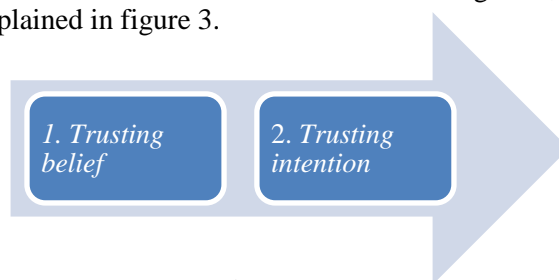 plained in figure 3.
1. Trusting
belief
2. Trusting
intention